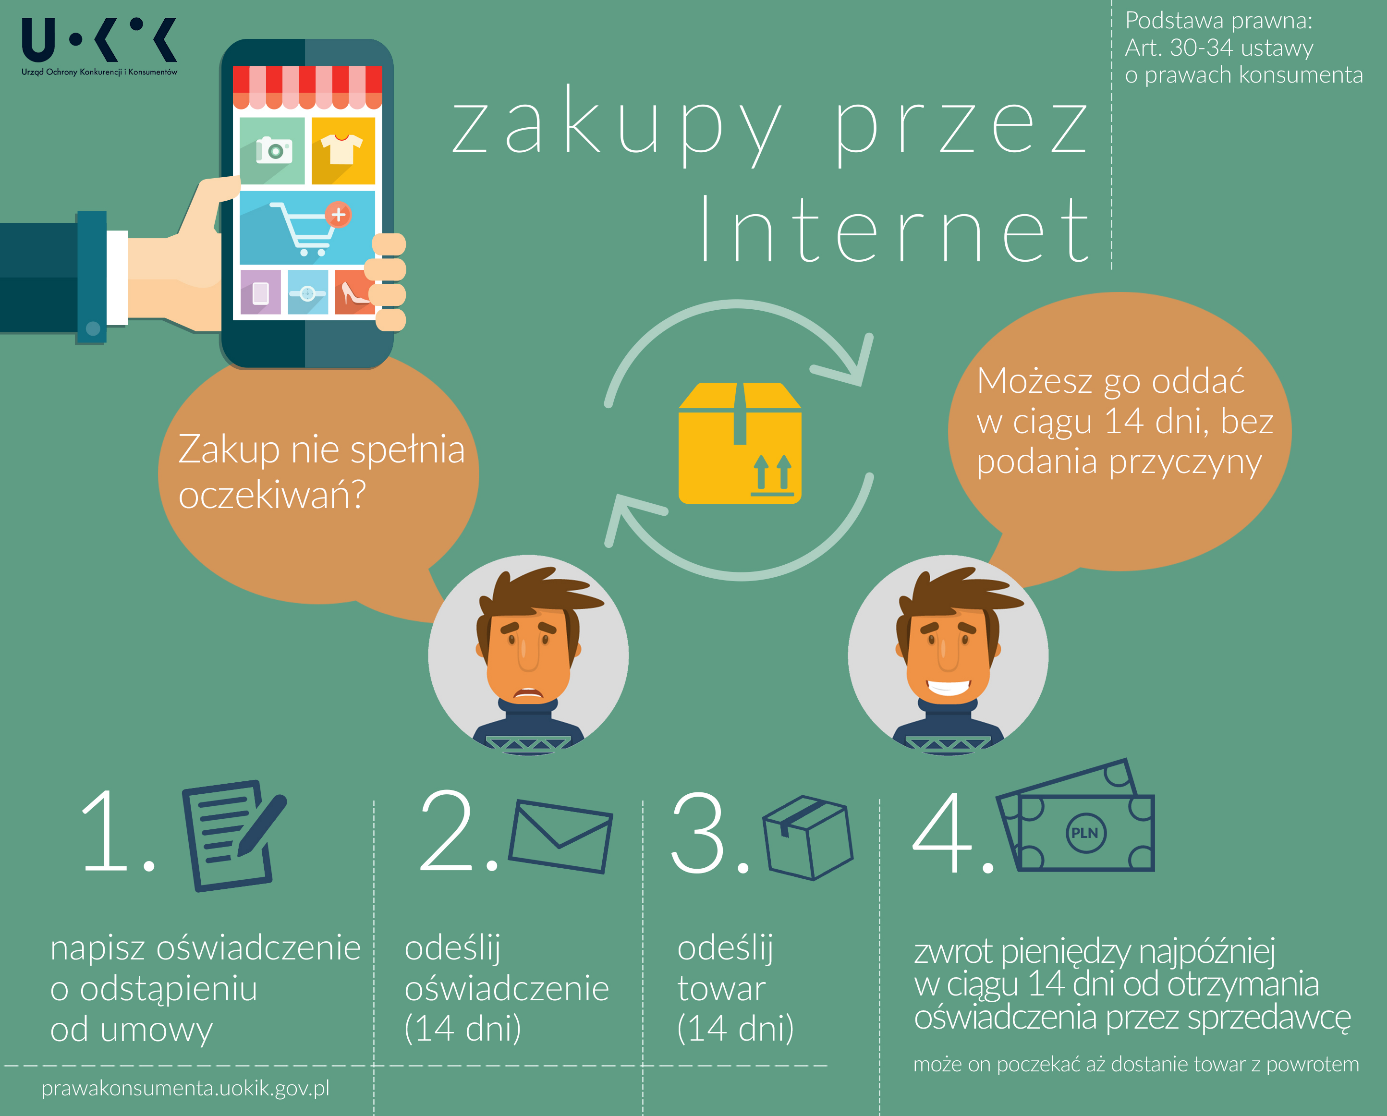 U·K·K
Urząd Ochrony Konkurencji i Konsumentów
Podstawa prawna:
Art. 30-34 ustawy
o prawach konsumenta
zakupy przez
Internet
Zakup nie spełnia
oczekiwań?
Możesz go oddać
w ciągu 14 dni, bez
podania przyczyny
1.
napisz oświadczenie
o odstąpieniu
od umowy
2.
odeślij
oświadczenie
(14 dni)
3.
odeślij
towar
(14 dni)
4.
PLN
zwrot pieniędzy najpóźniej
w ciągu 14 dni od otrzymania
oświadczenia przez sprzedawcę
może on poczekać aż dostanie towar z powrotem
prawakonsumenta.uokik.gov.pl